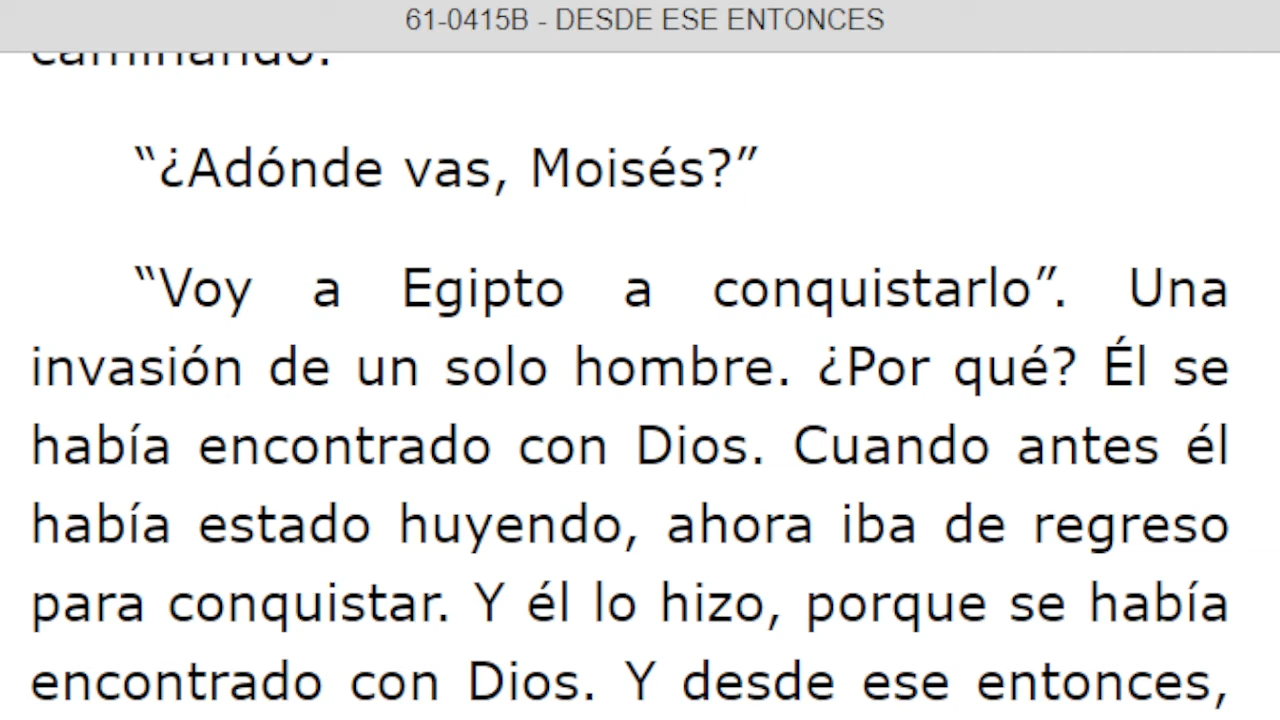 61-0415B - DESDE ESE ENTONCES
caminando.
“¿Adónde vas, Moisés?”
“Voy a Egipto a conquistarlo”. Una
invasión de un solo hombre. ¿Por qué? Él se
había encontrado con Dios. Cuando antes él
había estado huyendo, ahora iba de regreso
para conquistar. Y él lo hizo, porque se había
encontrado con Dios. Y desde ese entonces,